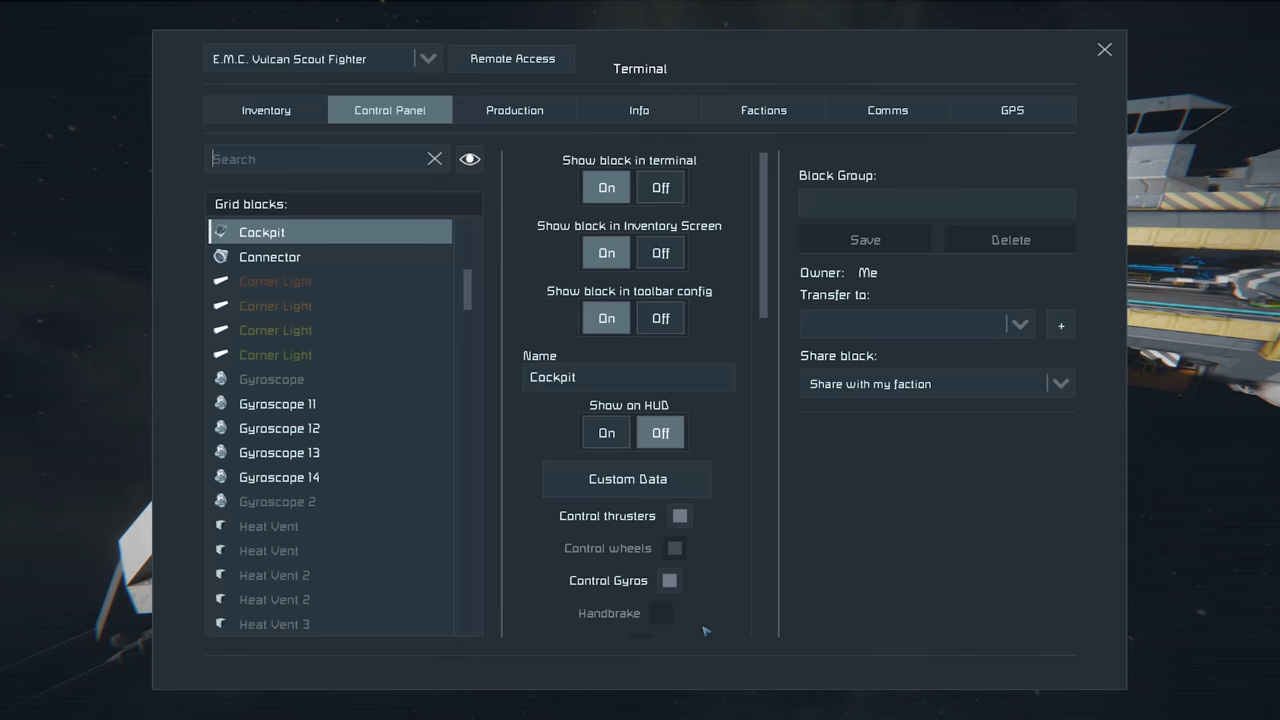 E.M.C. Vulcan Scout Fighter
Remote Access
Terminal
Inventory
Control Panel
Production
Info
Factions
Comms
GPS
Search
Grid blocks:
Cockpit
Connector
Corner Light
Corner Light
Corner Light
Corner Light
Gyroscope
Gyroscope 11
Gyroscope 12
Gyroscope 13
Gyroscope 14
Gyroscope 2
Heat Vent
Heat Vent
Heat Vent 2
Heat Vent 2
Heat Vent 3
Show block in terminal
On Off
Show block in Inventory Screen
On Off
Show block in toolbar config
On Off
Name
Cockpit
Show on HUD
On Off
Custom Data
Control thrusters
Control wheels
Control Gyros
Handbrake
Block Group:
Save Delete
Owner: Me
Transfer to:
+
Share block:
Share with my faction